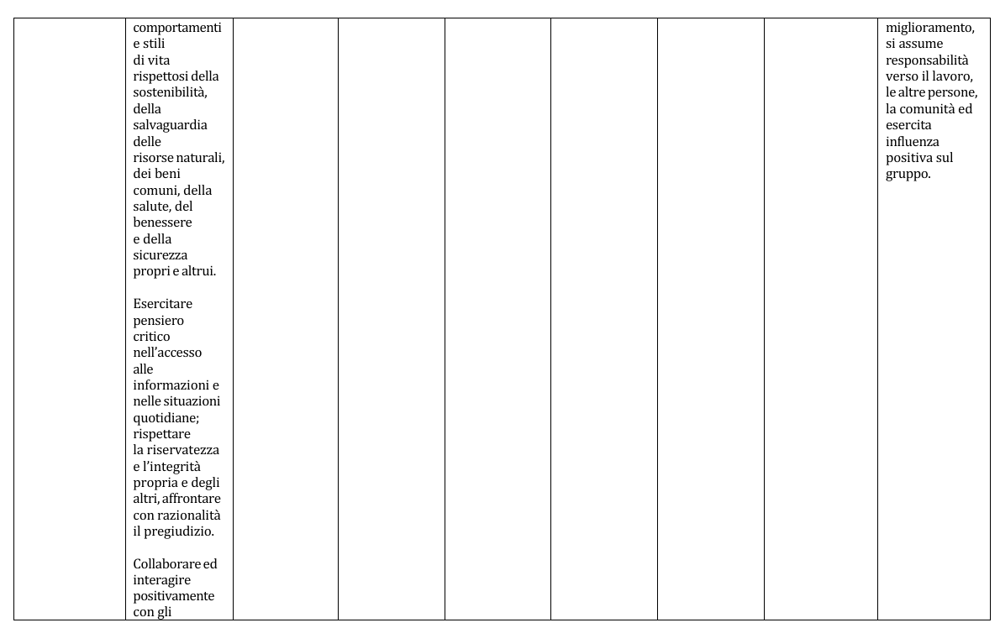 comportamenti
e stili
di vita
rispettosi della
sostenibilità,
della
salvaguardia
delle
risorse naturali,
dei beni
comuni, della
salute, del
benessere
e della
sicurezza
propri e altrui.
Esercitare
pensiero
critico
nell’accesso
alle
informazioni e
nelle situazioni
quotidiane;
rispettare
la riservatezza
e l’integrità
propria e degli
altri, affrontare
con razionalità
il pregiudizio.
Collaborare ed
interagire
positivamente
con gli
miglioramento,
si assume
responsabilità
verso il lavoro,
le altre persone,
la comunità ed
esercita
influenza
positiva sul
gruppo.